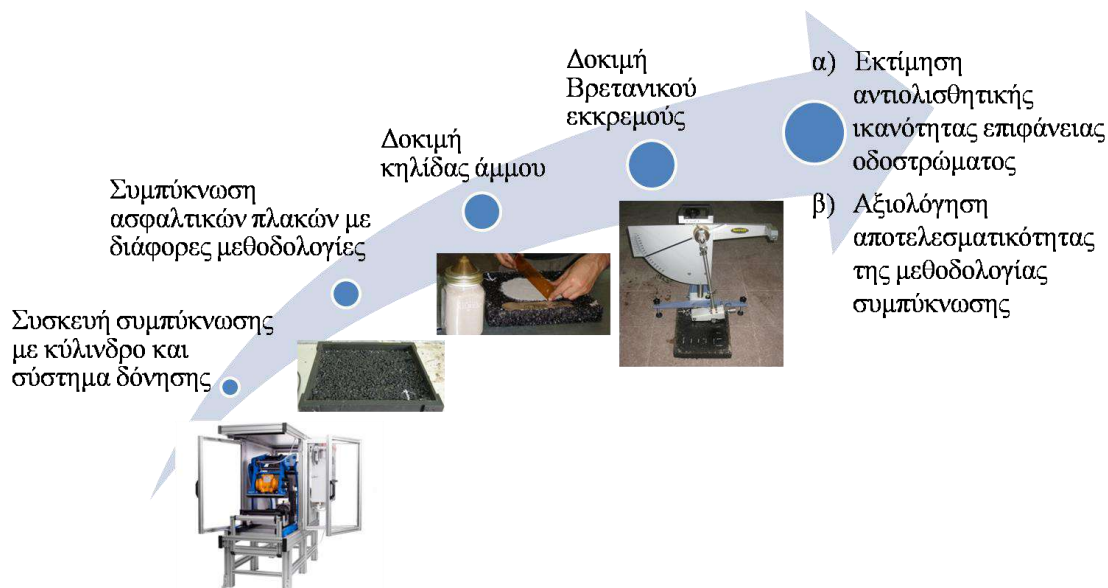 Συσκευή συμπύκνωσης
με κύλινδρο και
σύστημα δόνησης
Συμπύκνωση
ασφαλτικών πλακών με
διάφορες μεθοδολογίες
Δοκιμή
κηλίδας άμμου
Δοκιμή
Βρετανικού
εκκρεμούς
α) Εκτίμηση
αντιολισθητικής
ικανότητας επιφάνειας
οδοστρώματος
β) Αξιολόγηση
αποτελεσματικότητας
της μεθοδολογίας
συμπύκνωσης